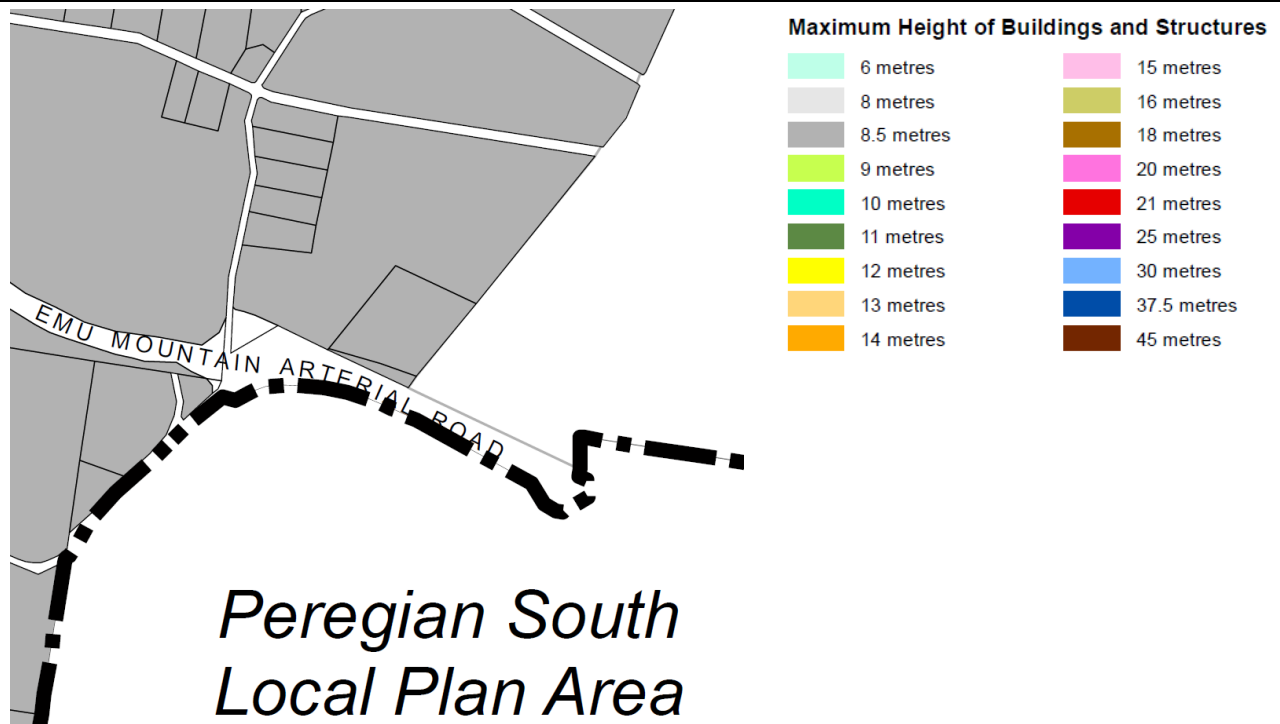 Maximum Height of Buildings and Structures
6 metres
8 metres
8.5 metres
9 metres
10 metres
11 metres
12 metres
13 metres
14 metres
15 metres
16 metres
18 metres
20 metres
21 metres
25 metres
30 metres
37.5 metres
45 metres
EMU MOUNTAIN ARTERIAL ROAD
Peregian South
Local Plan Area